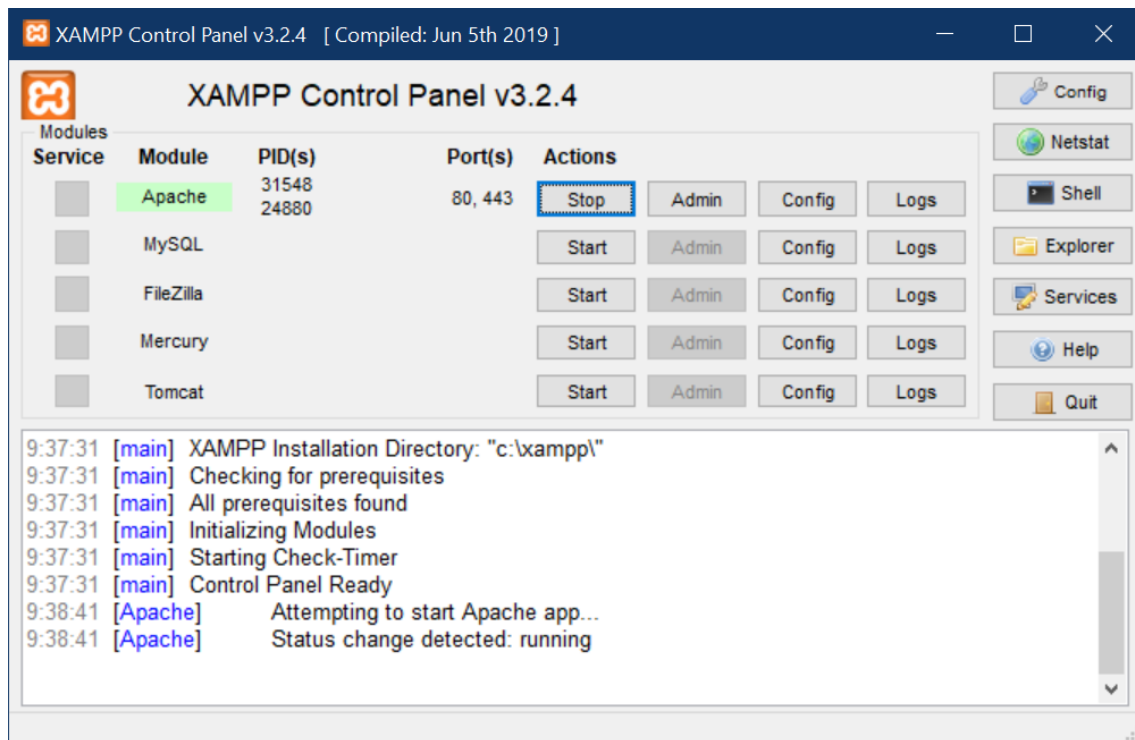 XAMPP Control Panel v3.2.4 [ Compiled: Jun 5th 2019 ]
XAMPP Control Panel v3.2.4
Config
Modules
Netstat
Service Module PID(s) Port(s) Actions
Apache 31548 24880 80, 443 Stop Admin Config Logs
Shell
MySQL Start Admin Config Logs
Explorer
FileZilla Start Admin Config Logs
Services
Mercury Start Admin Config Logs
Help
Tomcat Start Admin Config Logs
Quit
9:37:31 [main] XAMPP Installation Directory: "c:\xampp\"
9:37:31 [main] Checking for prerequisites
9:37:31 [main] All prerequisites found
9:37:31 [main] Initializing Modules
9:37:31 [main] Starting Check-Timer
9:37:31 [main] Control Panel Ready
9:38:41 [Apache] Attempting to start Apache app...
9:38:41 [Apache] Status change detected: running